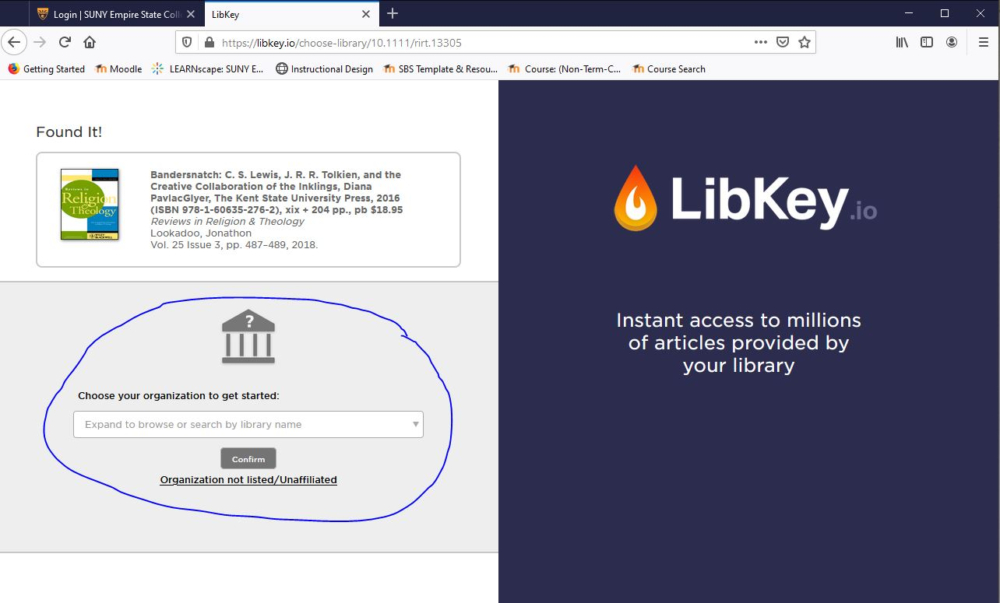 Login | SUNY Empire State Coll
LibKey
https://libkey.io/choose-library/10.1111/rirt.13305
Getting Started
Moodle
LEARNscape: SUNY E...
Instructional Design
SBS Template & Resou...
Course: (Non-Term-C...
Course Search
Found It!
Reviews in
Religion &
Theology
Bandersnatch: C. S. Lewis, J. R. R. Tolkien, and the
Creative Collaboration of the Inklings, Diana
PavlacGlyer, The Kent State University Press, 2016
(ISBN 978-1-60635-276-2), xix + 204 pp., pb $18.95
Reviews in Religion & Theology
Lookadoo, Jonathon
Vol. 25 Issue 3, pp. 487–489, 2018.
?
Choose your organization to get started:
Expand to browse or search by library name
Confirm
Organization not listed/Unaffiliated
LibKey.io
Instant access to millions
of articles provided by
your library